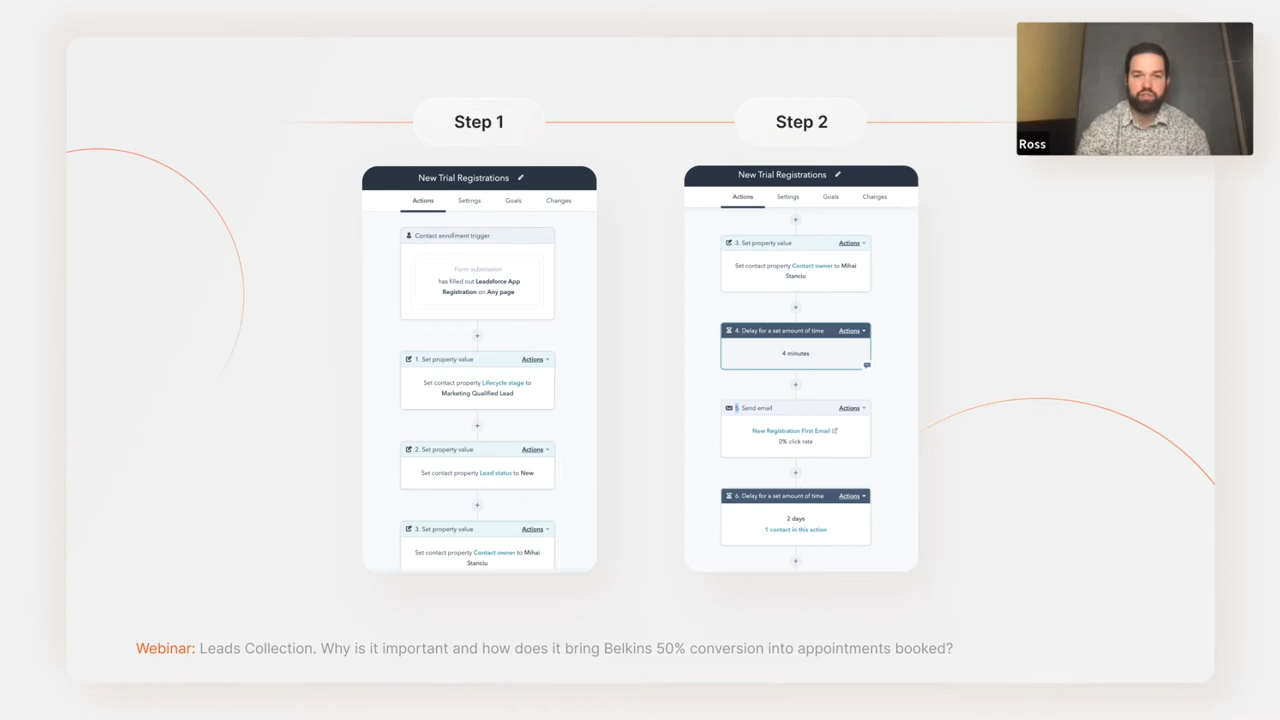 Step 1
Step 2
Ross
New Trial Registrations
Actions Settings Goals Changes
Contact enrollment trigger
Form submission
has filled out Leadsforce App
Registration on Any page
1. Set property value Actions
Set contact property Lifecycle stage to
Marketing Qualified Lead
2. Set property value Actions
Set contact property Lead status to New
3. Set property value Actions
Set contact property Contact owner to Mihai
Stanciu
New Trial Registrations
Actions Settings Goals Changes
3. Set property value Actions
Set contact property Contact owner to Mihai
Stanciu
4. Delay for a set amount of time Actions
4 minutes
5. Send email Actions
New Registration First Email
0% click rate
6. Delay for a set amount of time Actions
2 days
1 contact in this action
Webinar: Leads Collection. Why is it important and how does it bring Belkins 50% conversion into appointments booked?